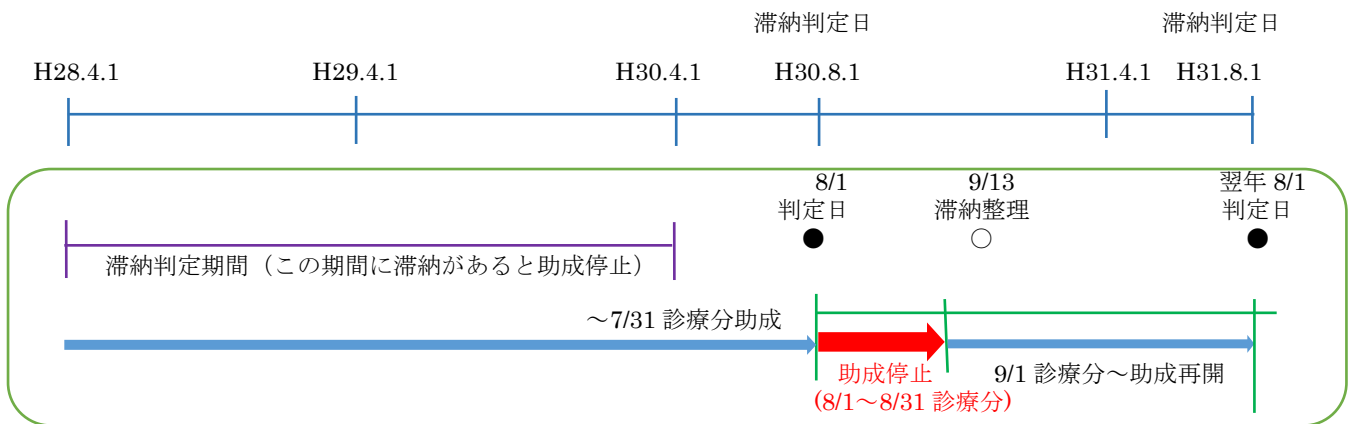 滞納判定日 滞納判定日
H28.4.1 H29.4.1 H30.4.1 H30.8.1 H31.4.1 H31.8.1
8/1 9/13 翌年 8/1
判定日 滞納整理 判定日
滞納判定期間（この期間に滞納があると助成停止）
～7/31 診療分助成
助成停止 9/1 診療分～助成再開
(8/1～8/31 診療分)